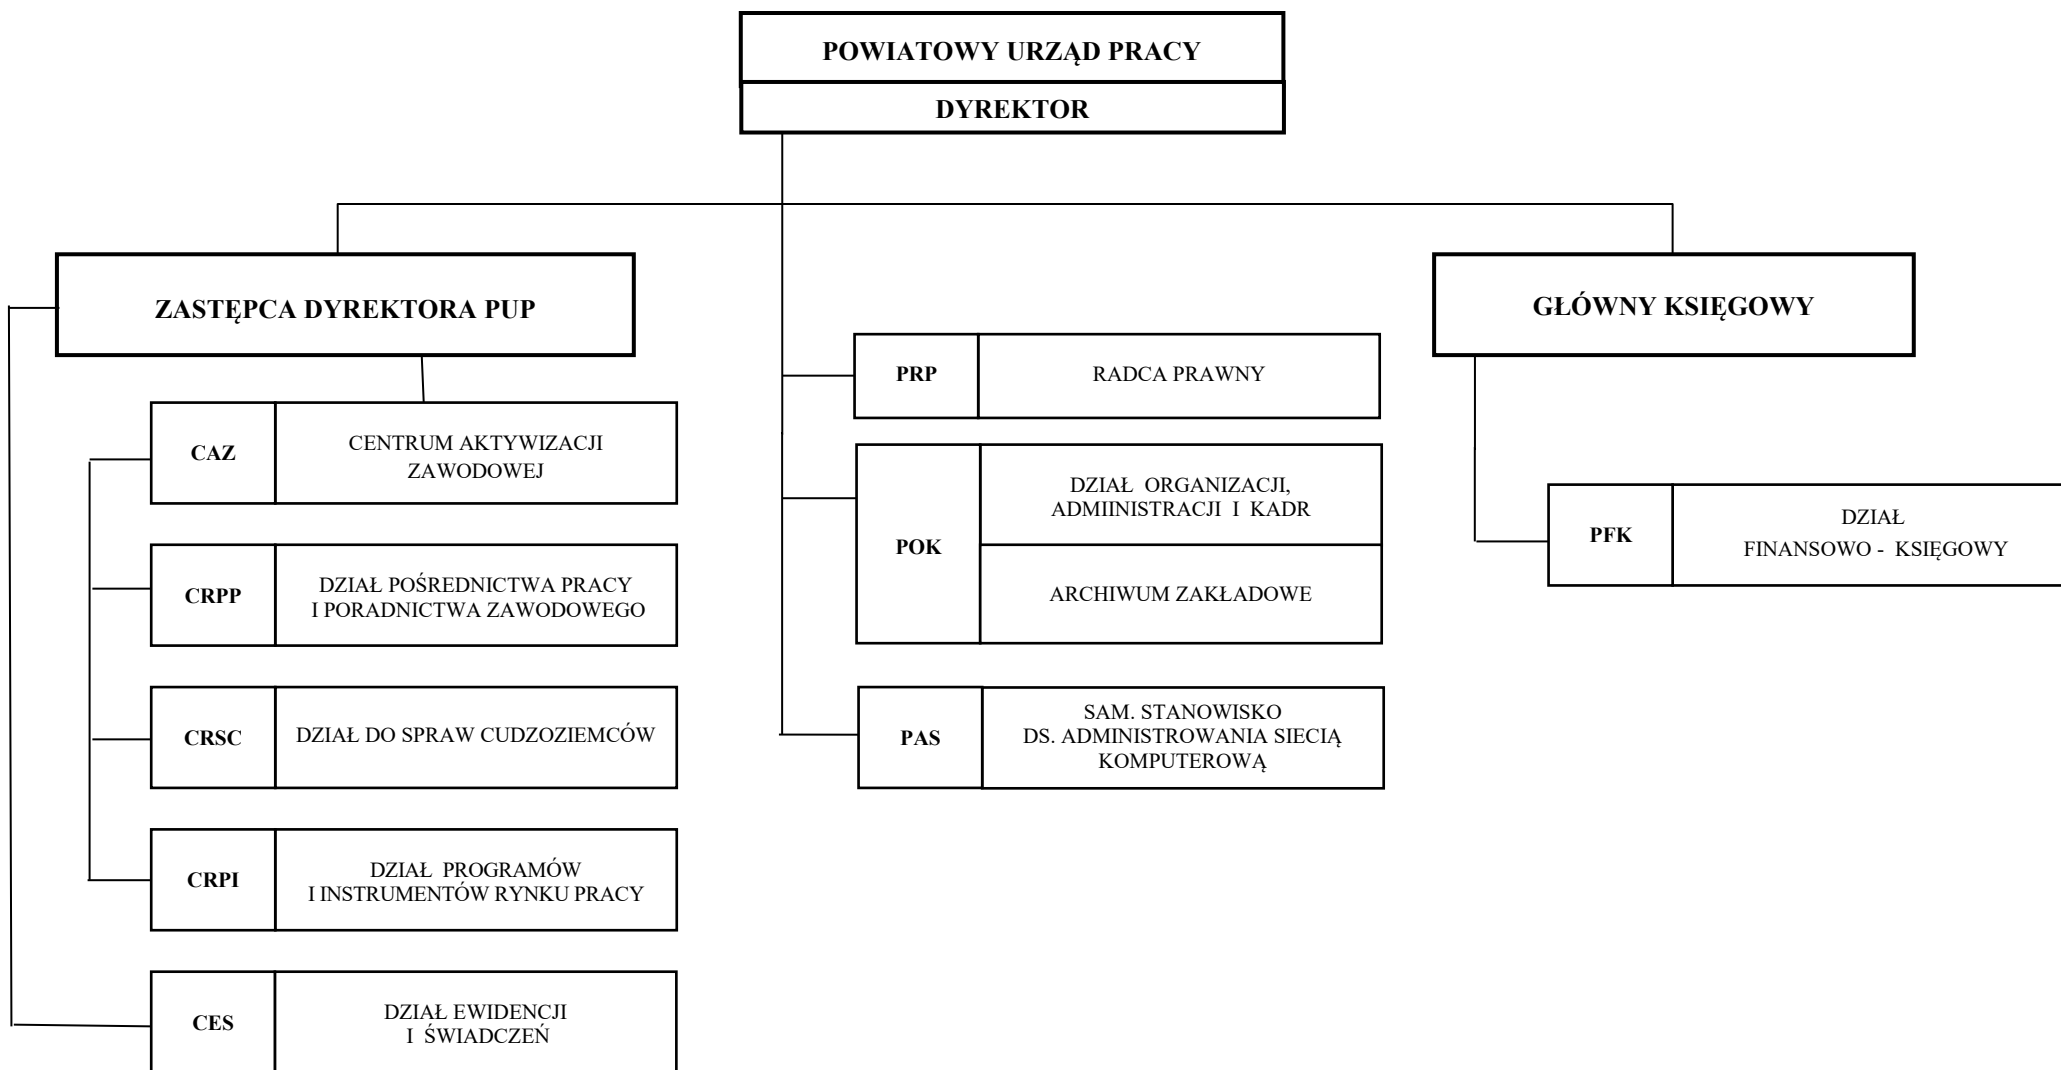 POWIATOWY URZĄD PRACY
DYREKTOR
ZASTĘPCA DYREKTORA PUP
CAZ
CENTRUM AKTYWIZACJI
ZAWODOWEJ
CRPP
DZIAŁ POŚREDNICTWA PRACY
I PORADNICTWA ZAWODOWEGO
CRSC
DZIAŁ DO SPRAW CUDZOZIEMCÓW
CRPI
DZIAŁ PROGRAMÓW
I INSTRUMENTÓW RYNKU PRACY
CES
DZIAŁ EWIDENCJI
I ŚWIADCZEŃ
PRP
RADCA PRAWNY
POK
DZIAŁ ORGANIZACJI,
ADMIINISTRACJI I KADR
ARCHIWUM ZAKŁADOWE
PAS
SAM. STANOWISKO
DS. ADMINISTROWANIA SIECIĄ
KOMPUTEROWĄ
GŁÓWNY KSIĘGOWY
PFK
DZIAŁ
FINANSOWO - KSIĘGOWY